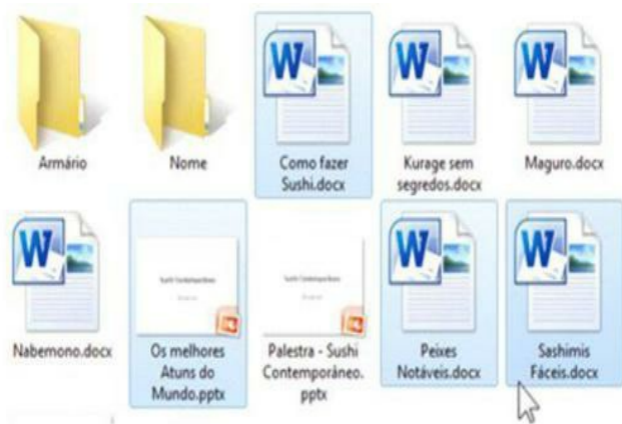 Armário
Nome
Como fazer
Sushi.docx
Kurage sem
segredos.docx
Maguro.docx
Nabemono.docx
Os melhores
Atuns do
Mundo.pptx
Palestra - Sushi
Contemporâneo.
pptx
Peixes
Notáveis.docx
Sashimis
Fáceis.docx